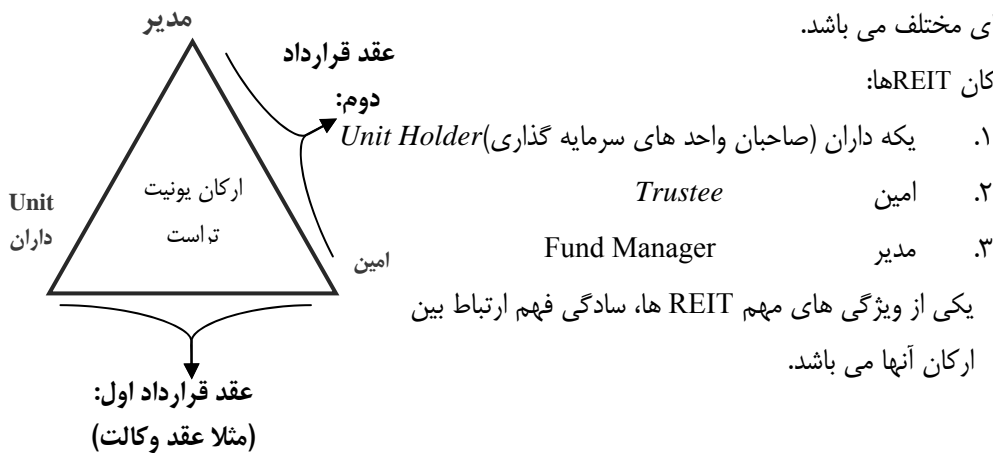 ی مختلف می باشد.
کان REITها:
۱. یکه داران (صاحبان واحد های سرمایه گذاری)Unit Holder
۲. امین Trustee
۳. مدیر Fund Manager
یکی از ویژگی های مهم REIT ها، سادگی فهم ارتباط بین
ارکان آنها می باشد.
مدیر
عقد قرارداد
دوم:
ارکان یونیت
تراست
Unit
داران
امین
عقد قرارداد اول:
(مثلا عقد وکالت)